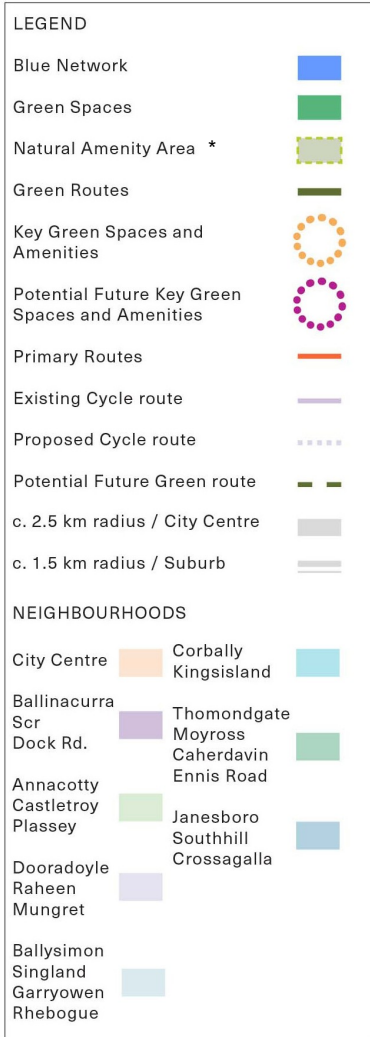 LEGEND
Blue Network
Green Spaces
Natural Amenity Area *
Green Routes
Key Green Spaces and
Amenities
Potential Future Key Green
Spaces and Amenities
Primary Routes
Existing Cycle route
Proposed Cycle route
Potential Future Green route
c. 2.5 km radius / City Centre
c. 1.5 km radius / Suburb
NEIGHBOURHOODS
City Centre
Ballinacurra
Scr
Dock Rd.
Annacotty
Castletroy
Plassey
Dooradoyle
Raheen
Mungret
Ballysimon
Singland
Garryowen
Rhebogue
Corbally
Kingsisland
Thomondgate
Moyross
Caherdavin
Ennis Road
Janesboro
Southhill
Crossagalla